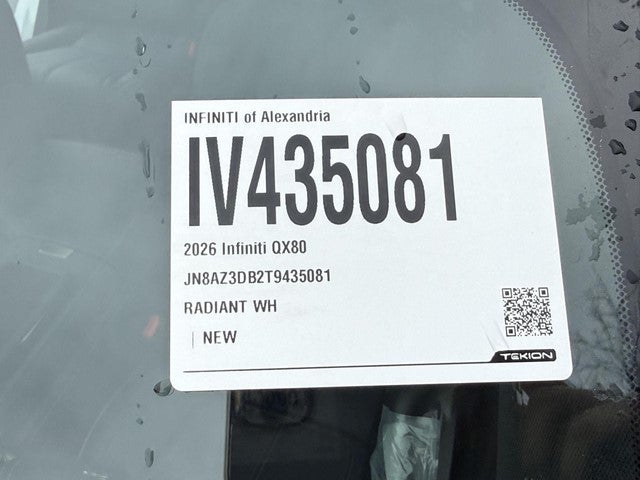 INFINITI of Alexandria
IV435081
2026 Infiniti QX80
JN8AZ3DB2T9435081
RADIANT WH
| NEW
TEKION